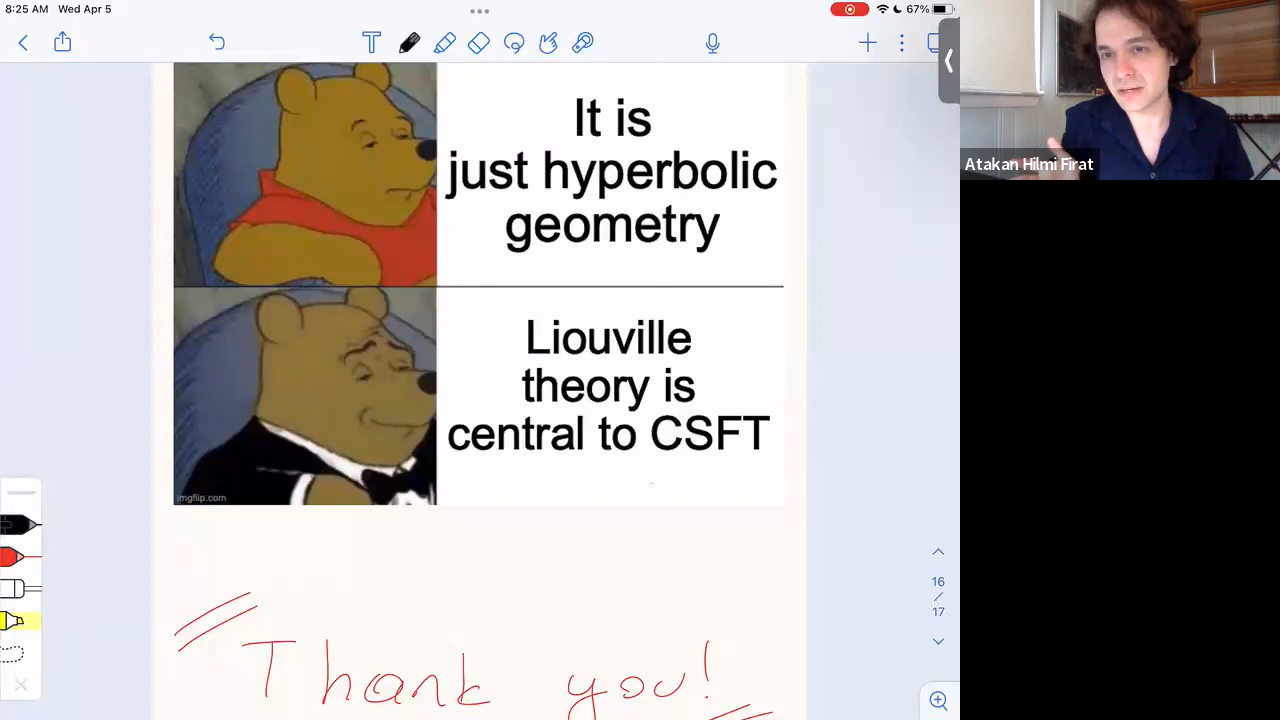 8:25 AM Wed Apr 5
67%
It is
just hyperbolic
geometry
Liouville
theory is
central to CSFT
imgflip.com
16
/
17
Thank you!
Atakan Hilmi Firat